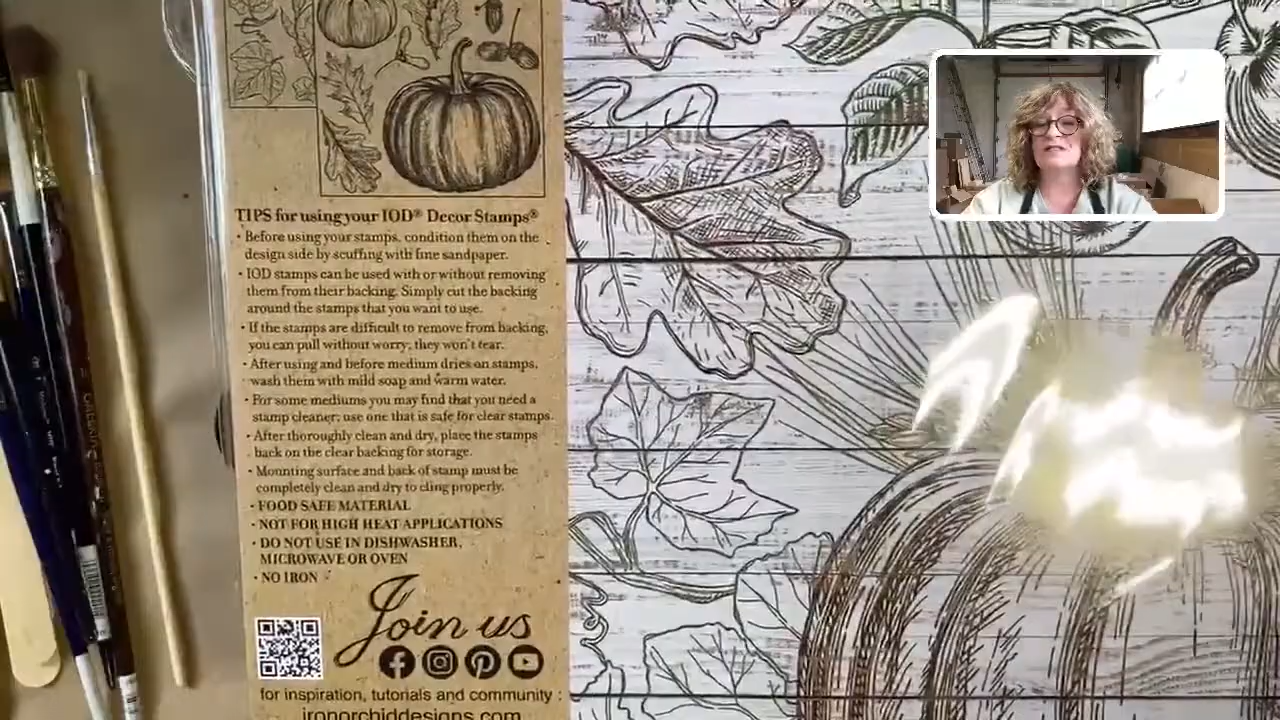 TIPS for using your IOD® Decor Stamps®
• Before using your stamps, condition them on the
design side by scuffing with fine sandpaper.
• IOD stamps can be used with or without removing
them from their backing. Simply cut the backing
around the stamps that you want to use.
• If the stamps are difficult to remove from backing,
you can pull without worry, they won't tear.
• After using and before medium dries on stamps,
wash them with mild soap and warm water.
• For some mediums you may find that you need a
stamp cleaner; use one that is safe for clear stamps.
• After thoroughly clean and dry, place the stamps
back on the clear backing for storage.
• Mounting surface and back of stamp must be
completely clean and dry to cling properly.
• FOOD SAFE MATERIAL
• NOT FOR HIGH HEAT APPLICATIONS
• DO NOT USE IN DISHWASHER,
MICROWAVE OR OVEN
• NO IRON
Join us
for inspiration, tutorials and community :
ironorchiddesigns.com